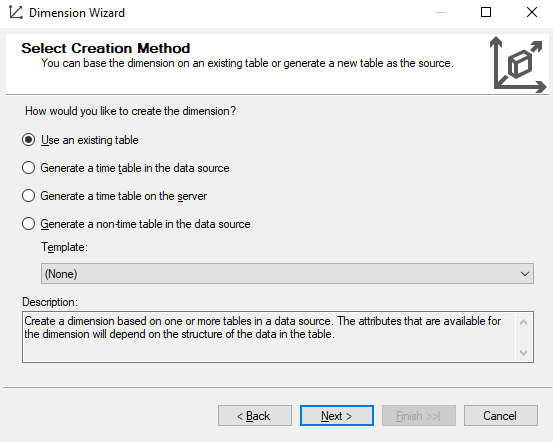 Dimension Wizard
Select Creation Method
You can base the dimension on an existing table or generate a new table as the source.
How would you like to create the dimension?
Use an existing table
Generate a time table in the data source
Generate a time table on the server
Generate a non-time table in the data source
Template:
(None)
Description:
Create a dimension based on one or more tables in a data source. The attributes that are available for
the dimension will depend on the structure of the data in the table.
< Back
Next >
Finish >>|
Cancel